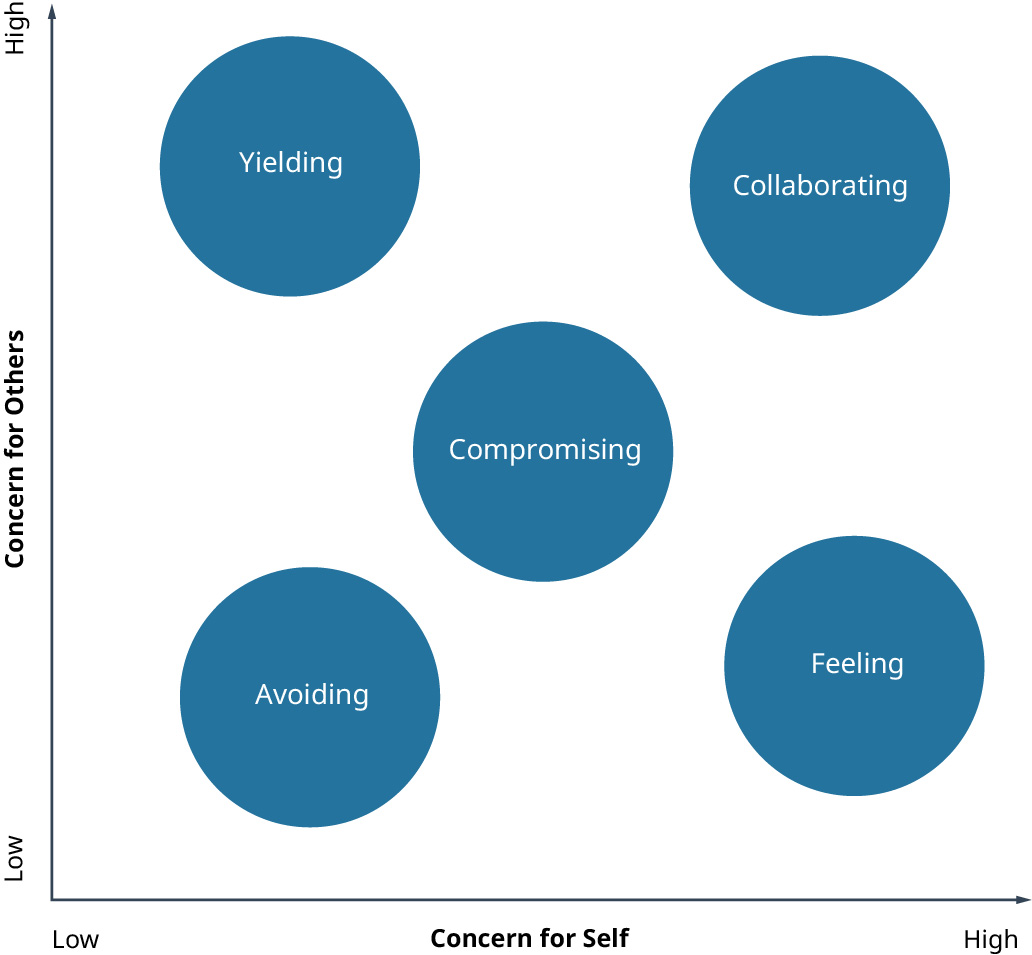 High
Yielding
Collaborating
Concern for Others
Compromising
Feeling
Avoiding
Low
Low
Concern for Self
High